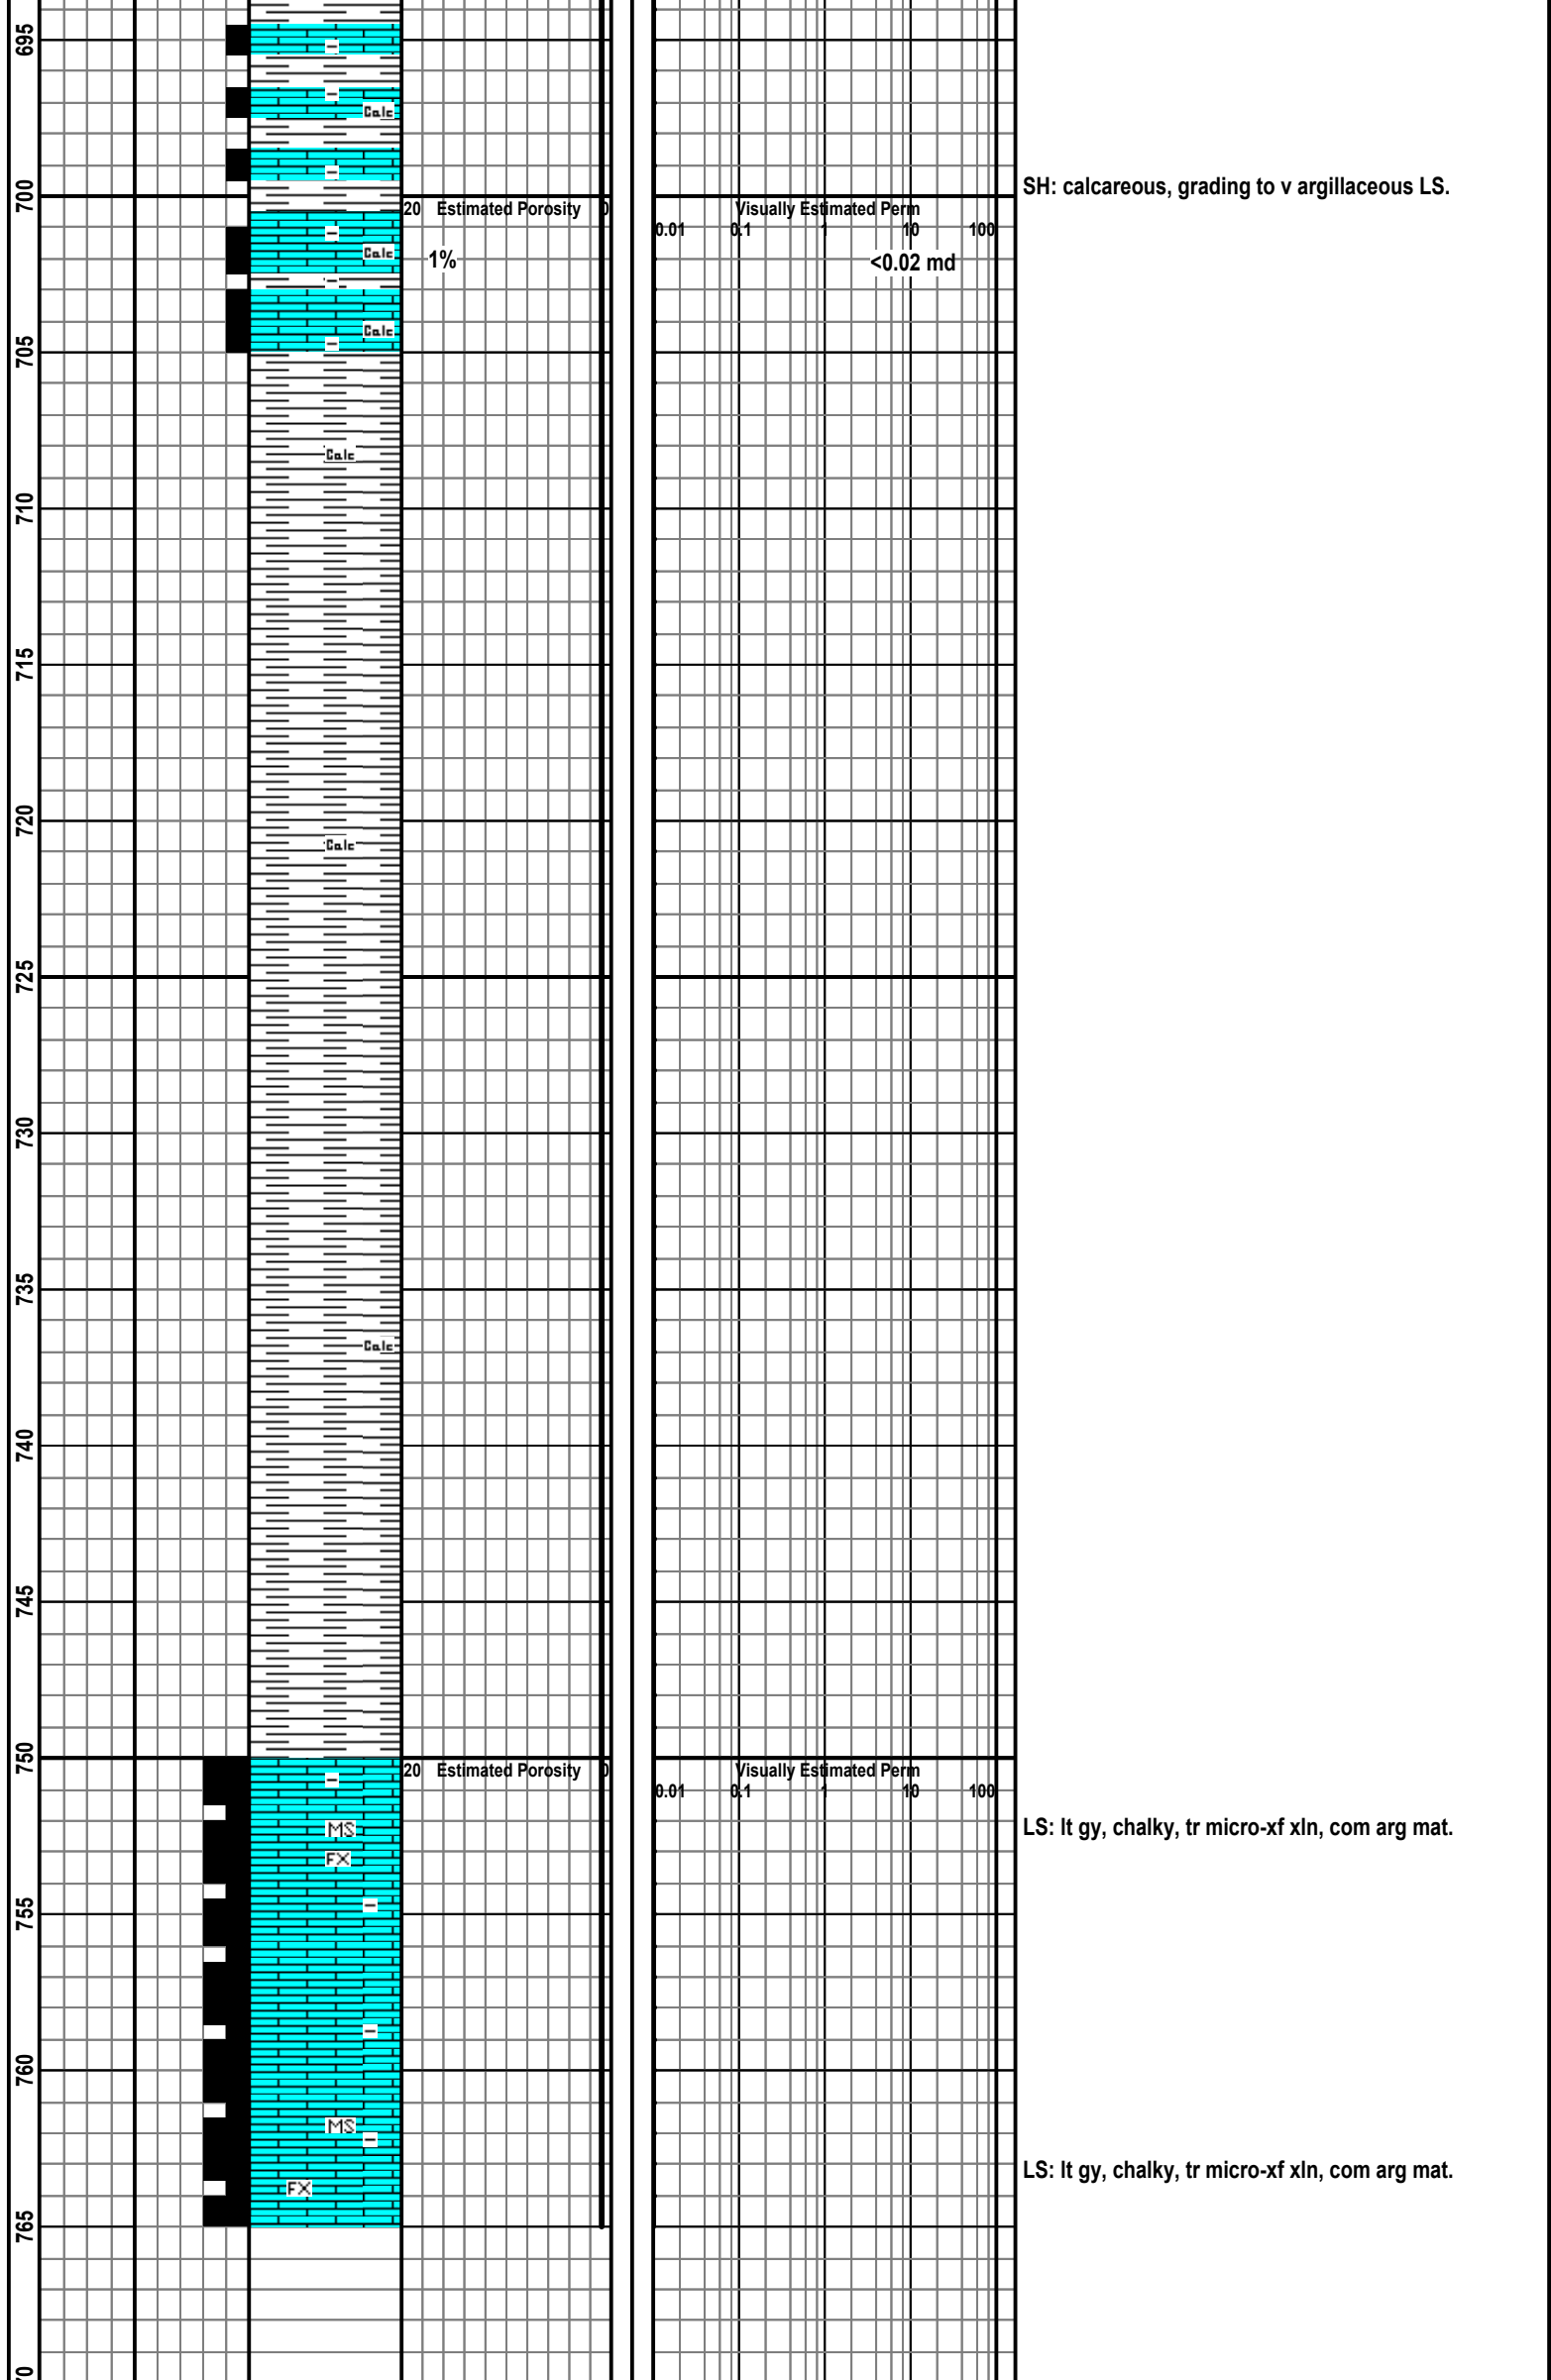 695
Calc
SH: calcareous, grading to v argillaceous LS.
700
20 Estimated Porosity 0
Visually Estimated Perm
0.01 0.1 1 10 100
Calc
1%
<0.02 md
Calc
705
Calc
710
715
720
Calc
725
730
735
Calc
740
745
750
20 Estimated Porosity 0
Visually Estimated Perm
0.01 0.1 1 10 100
MS
LS: lt gy, chalky, tr micro-xf xln, com arg mat.
FX
755
760
MS
LS: lt gy, chalky, tr micro-xf xln, com arg mat.
FX
765